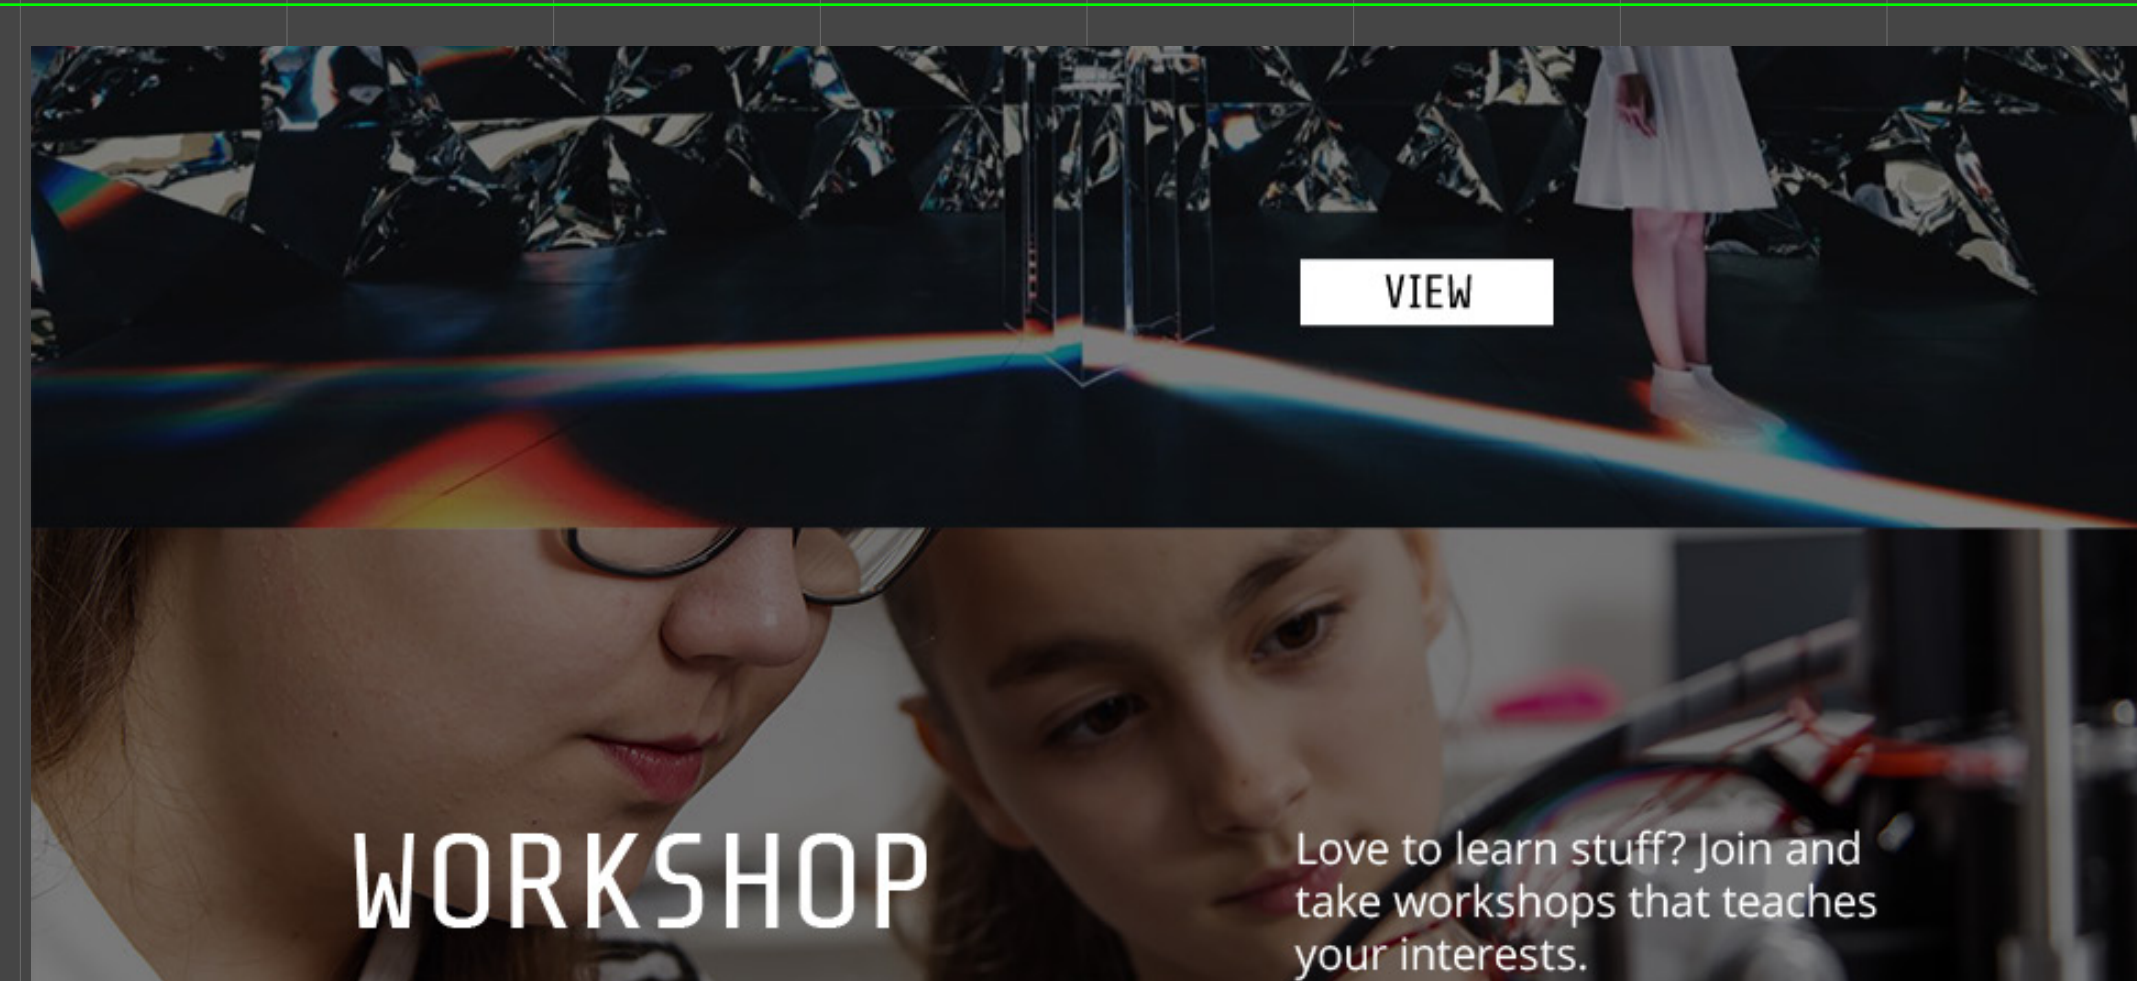 VIEW
WORKSHOP
Love to learn stuff? Join and
take workshops that teaches
your interests.